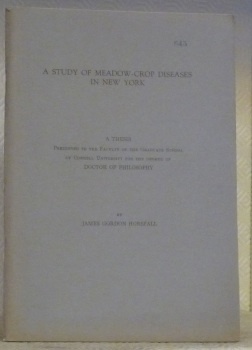 A STUDY OF MEADOW-CROP DISEASES
IN NEW YORK
A THESIS
Presented to the Faculty of the Graduate School
of Cornell University for the degree of
DOCTOR OF PHILOSOPHY
BY
JAMES GORDON HORSFALL